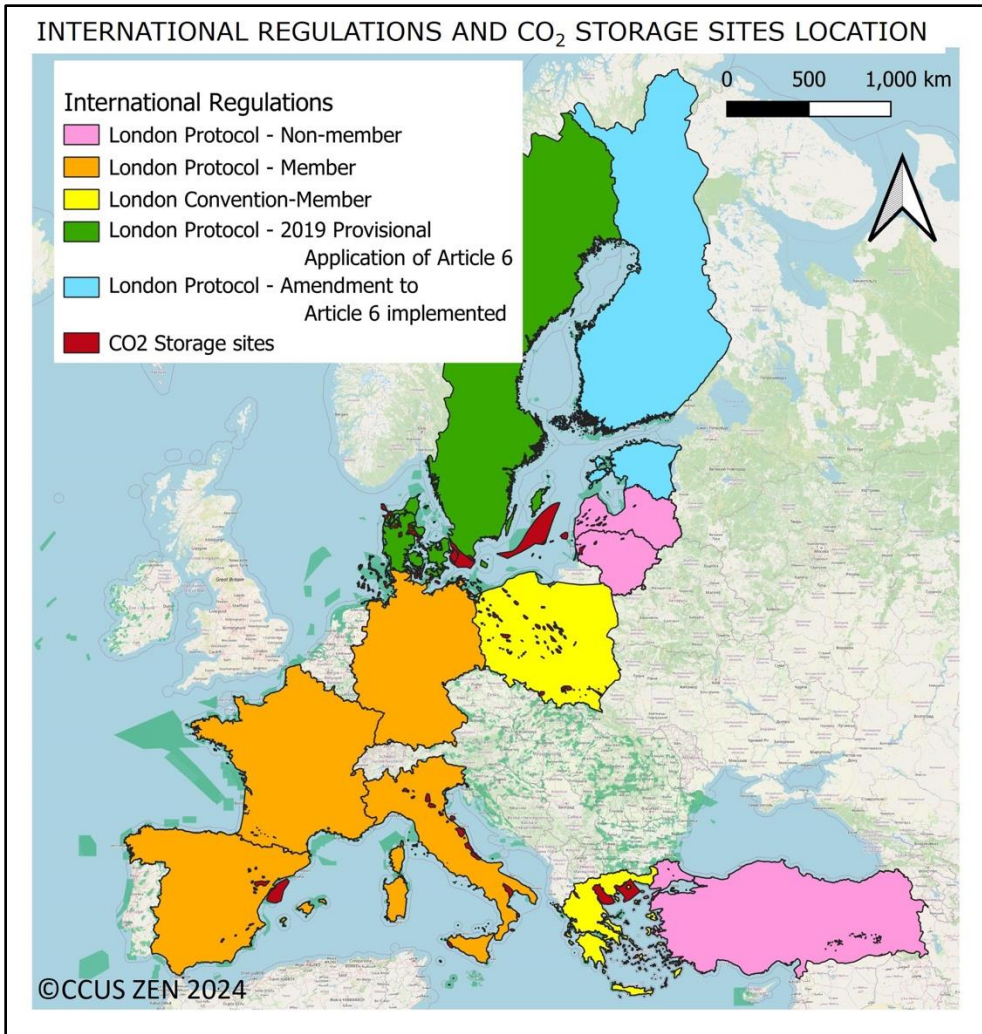 INTERNATIONAL REGULATIONS AND CO₂ STORAGE SITES LOCATION
International Regulations
London Protocol - Non-member
London Protocol - Member
London Convention-Member
London Protocol - 2019 Provisional
Application of Article 6
London Protocol - Amendment to
Article 6 implemented
CO2 Storage sites
0 500 1,000 km
Great Britain
©CCUS ZEN 2024